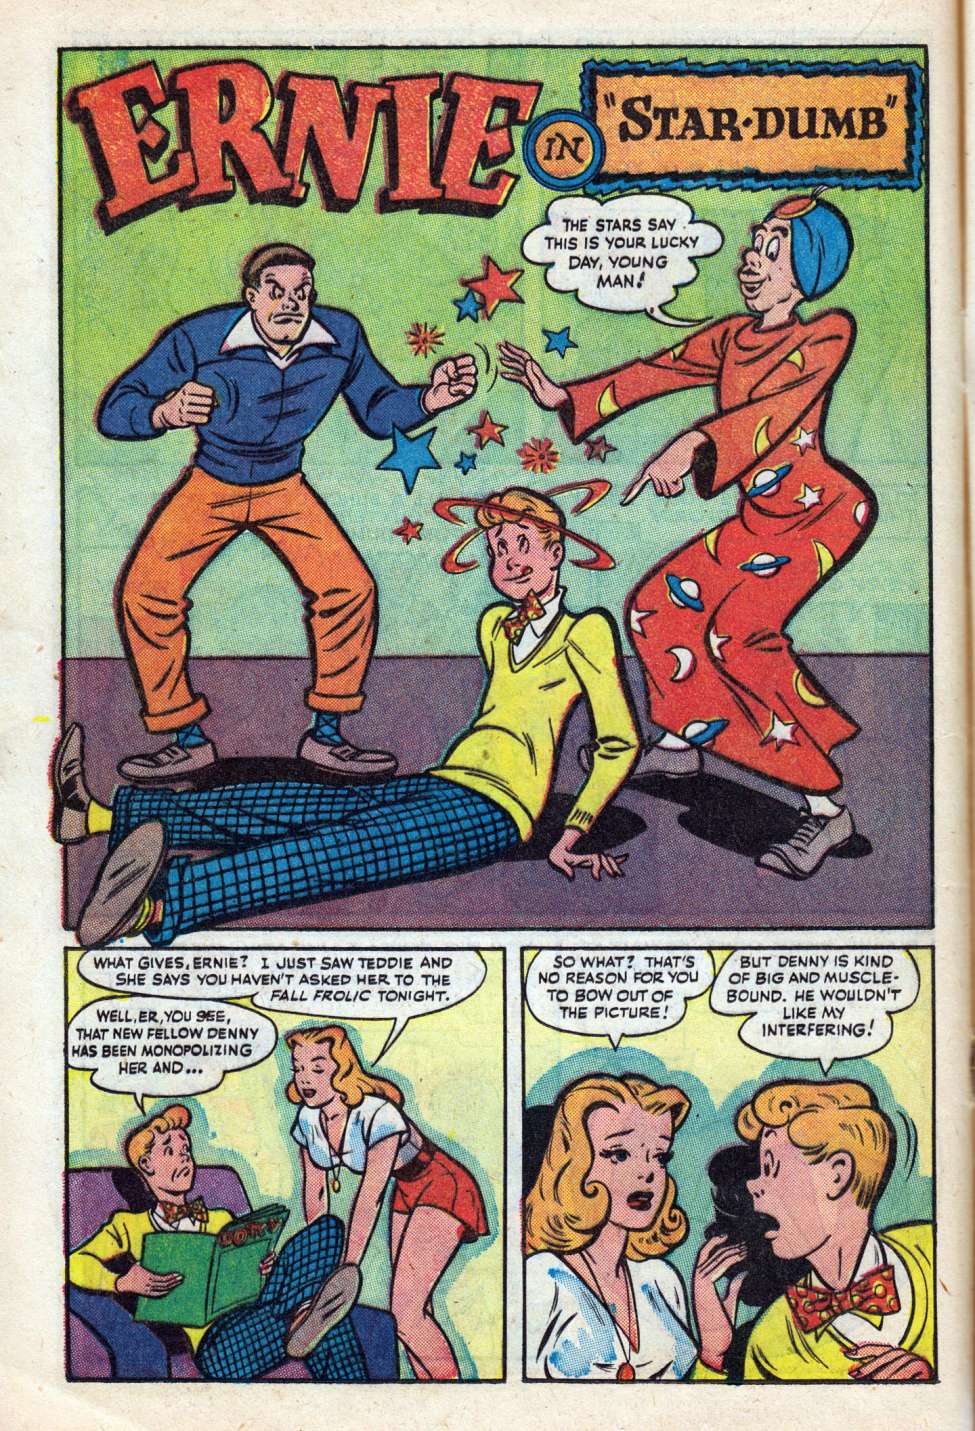 ERNIE
IN
"STAR-DUMB"
THE STARS SAY
THIS IS YOUR LUCKY
DAY, YOUNG
MAN!
WHAT GIVES, ERNIE? I JUST SAW TEDDIE AND
SHE SAYS YOU HAVEN'T ASKED HER TO THE
FALL FROLIC TONIGHT.
WELL, ER, YOU SEE,
THAT NEW FELLOW DENNY
HAS BEEN MONOPOLIZING
HER AND...
SO WHAT? THAT'S
NO REASON FOR YOU
TO BOW OUT OF
THE PICTURE!
BUT DENNY IS KIND
OF BIG AND MUSCLE-
BOUND. HE WOULDN'T
LIKE MY
INTERFERING!